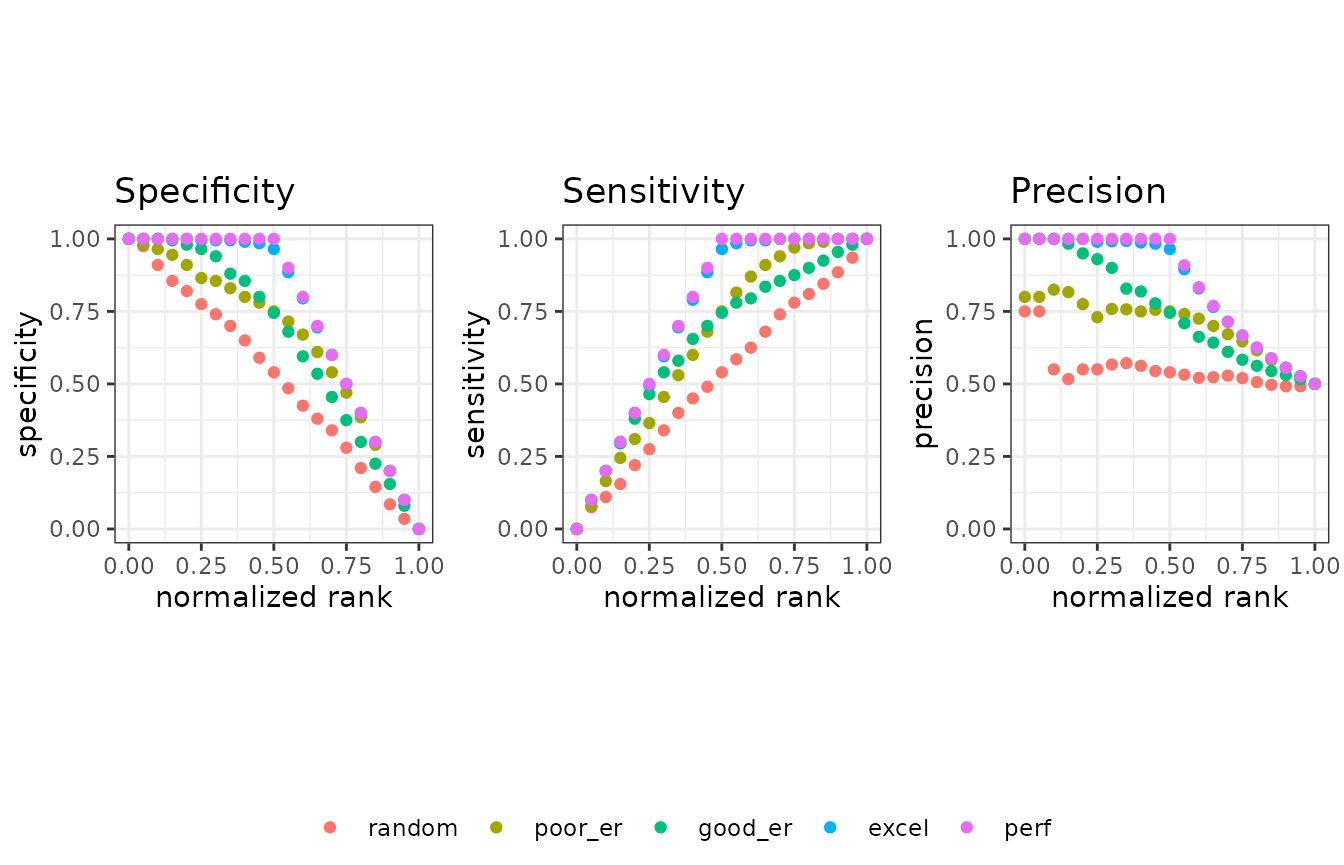 Specificity
Sensitivity
Precision
1.00
0.75
0.50
0.25
0.00
specificity
0.00 0.25 0.50 0.75 1.00
normalized rank
1.00
0.75
0.50
0.25
0.00
sensitivity
0.00 0.25 0.50 0.75 1.00
normalized rank
1.00
0.75
0.50
0.25
0.00
precision
0.00 0.25 0.50 0.75 1.00
normalized rank
random poor_er good_er excel perf